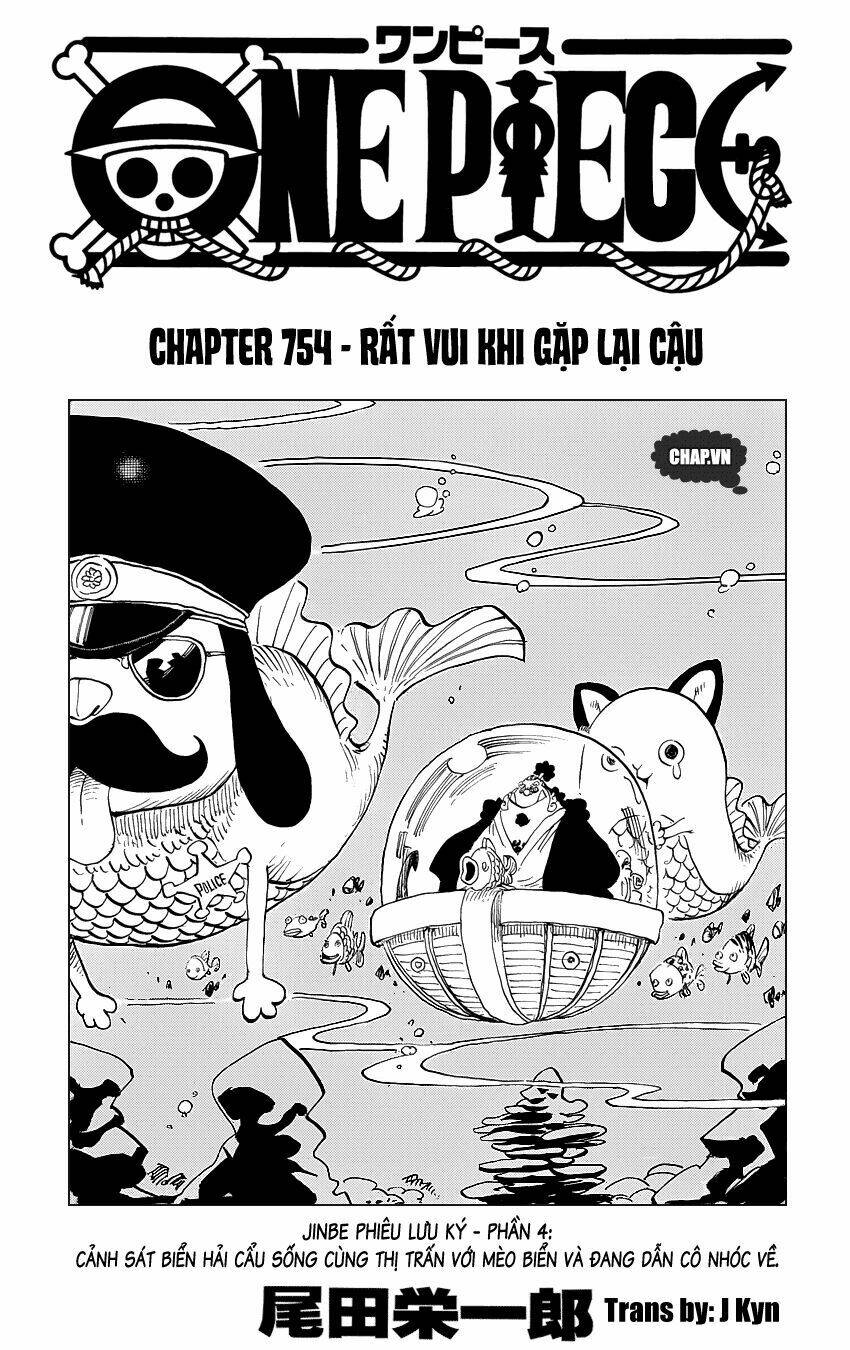 ワンピース
ONE PIECE
CHAPTER 754 - RẤT VUI KHI GẶP LẠI CẬU
CHAP.VN
POLICE
JINBE PHIÊU LƯU KÝ - PHẦN 4:
CẢNH SÁT BIỂN HẢI CẨU SỐNG CÙNG THỊ TRẤN VỚI MÈO BIỂN VÀ ĐANG DẪN CÔ NHÓC VỀ.
尾田栄一郎 Trans by: J Kyn